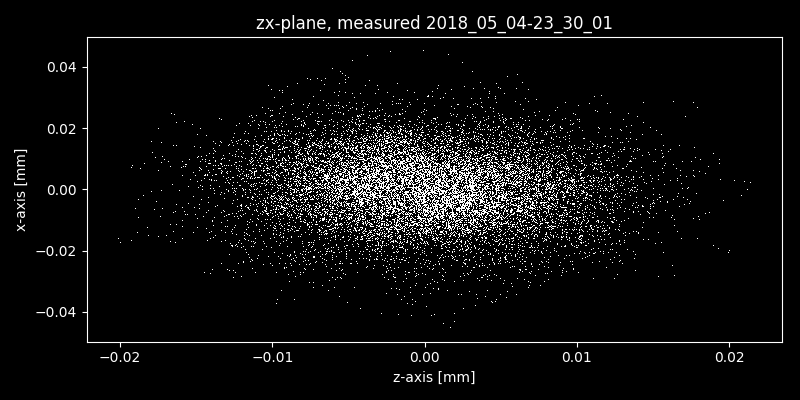 zx-plane, measured 2018_05_04-23_30_01
0.04
0.02
0.00
−0.02
−0.04
x-axis [mm]
−0.02 −0.01 0.00 0.01 0.02
z-axis [mm]